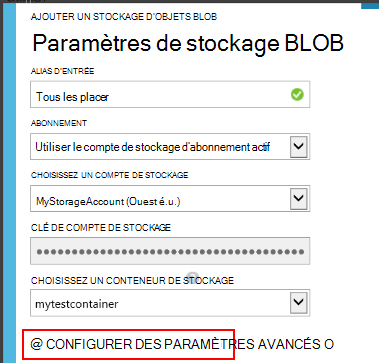 AJOUTER UN STOCKAGE D'OBJETS BLOB
Paramètres de stockage BLOB
ALIAS D'ENTRÉE
Tous les placer
ABONNEMENT
Utiliser le compte de stockage d'abonnement actif
CHOISISSEZ UN COMPTE DE STOCKAGE
MyStorageAccount (Ouest é.u.)
CLÉ DE COMPTE DE STOCKAGE
CHOISISSEZ UN CONTENEUR DE STOCKAGE
mytestcontainer
@ CONFIGURER DES PARAMÈTRES AVANCÉS O